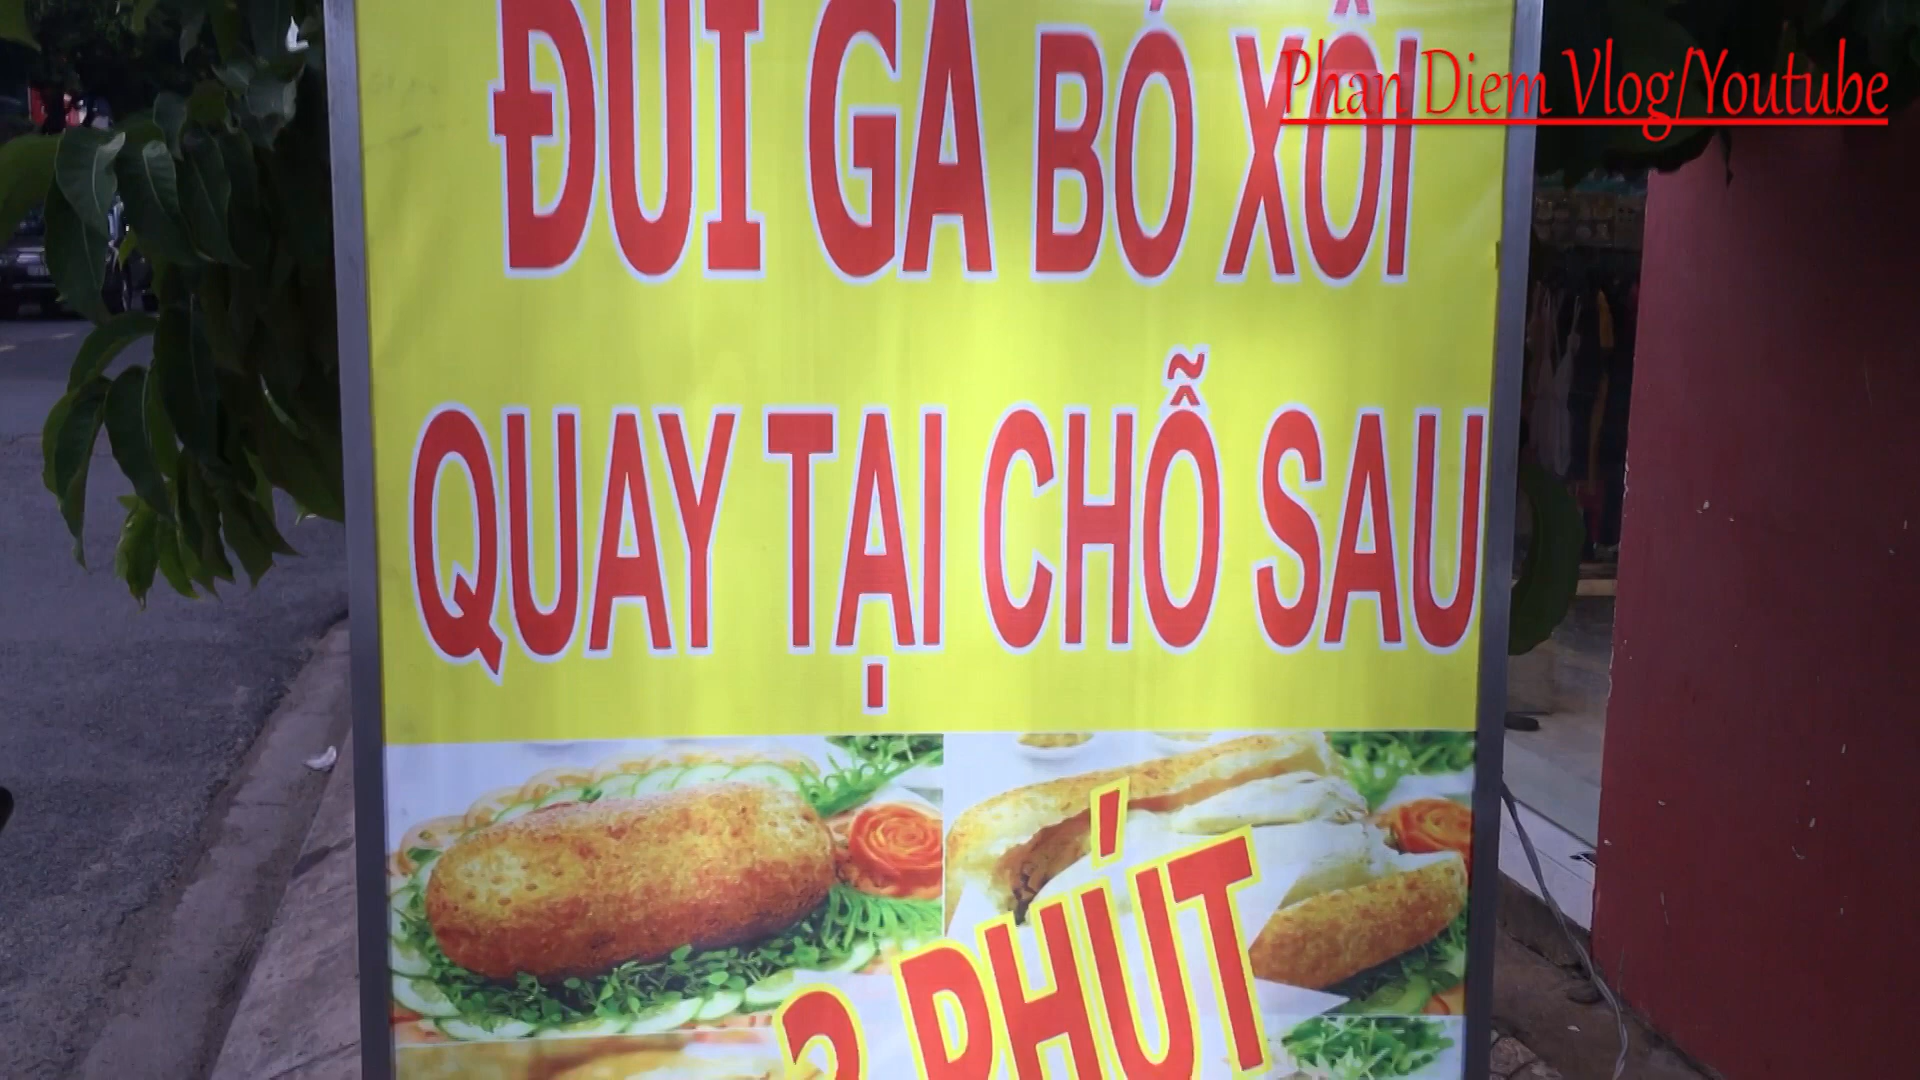 ĐÙI GÀ BÓ XÔI
Phan Diem Vlog/Youtube
QUAY TẠI CHỖ SAU
PHÚT